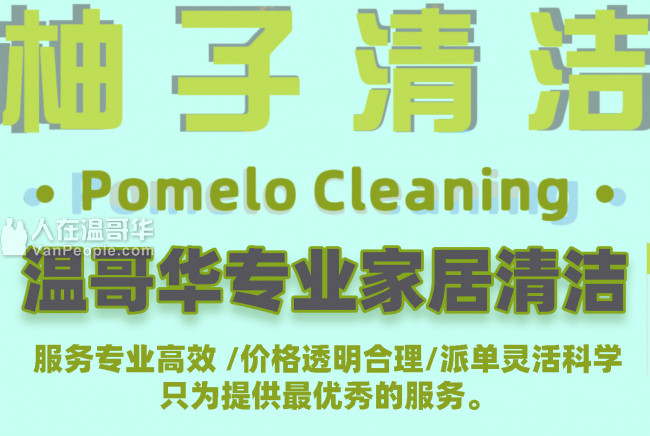 柚子清洁
• Pomelo Cleaning •
人在温哥华
VanPeople.com
温哥华专业家居清洁
服务专业高效 /价格透明合理/派单灵活科学
只为提供最优秀的服务。